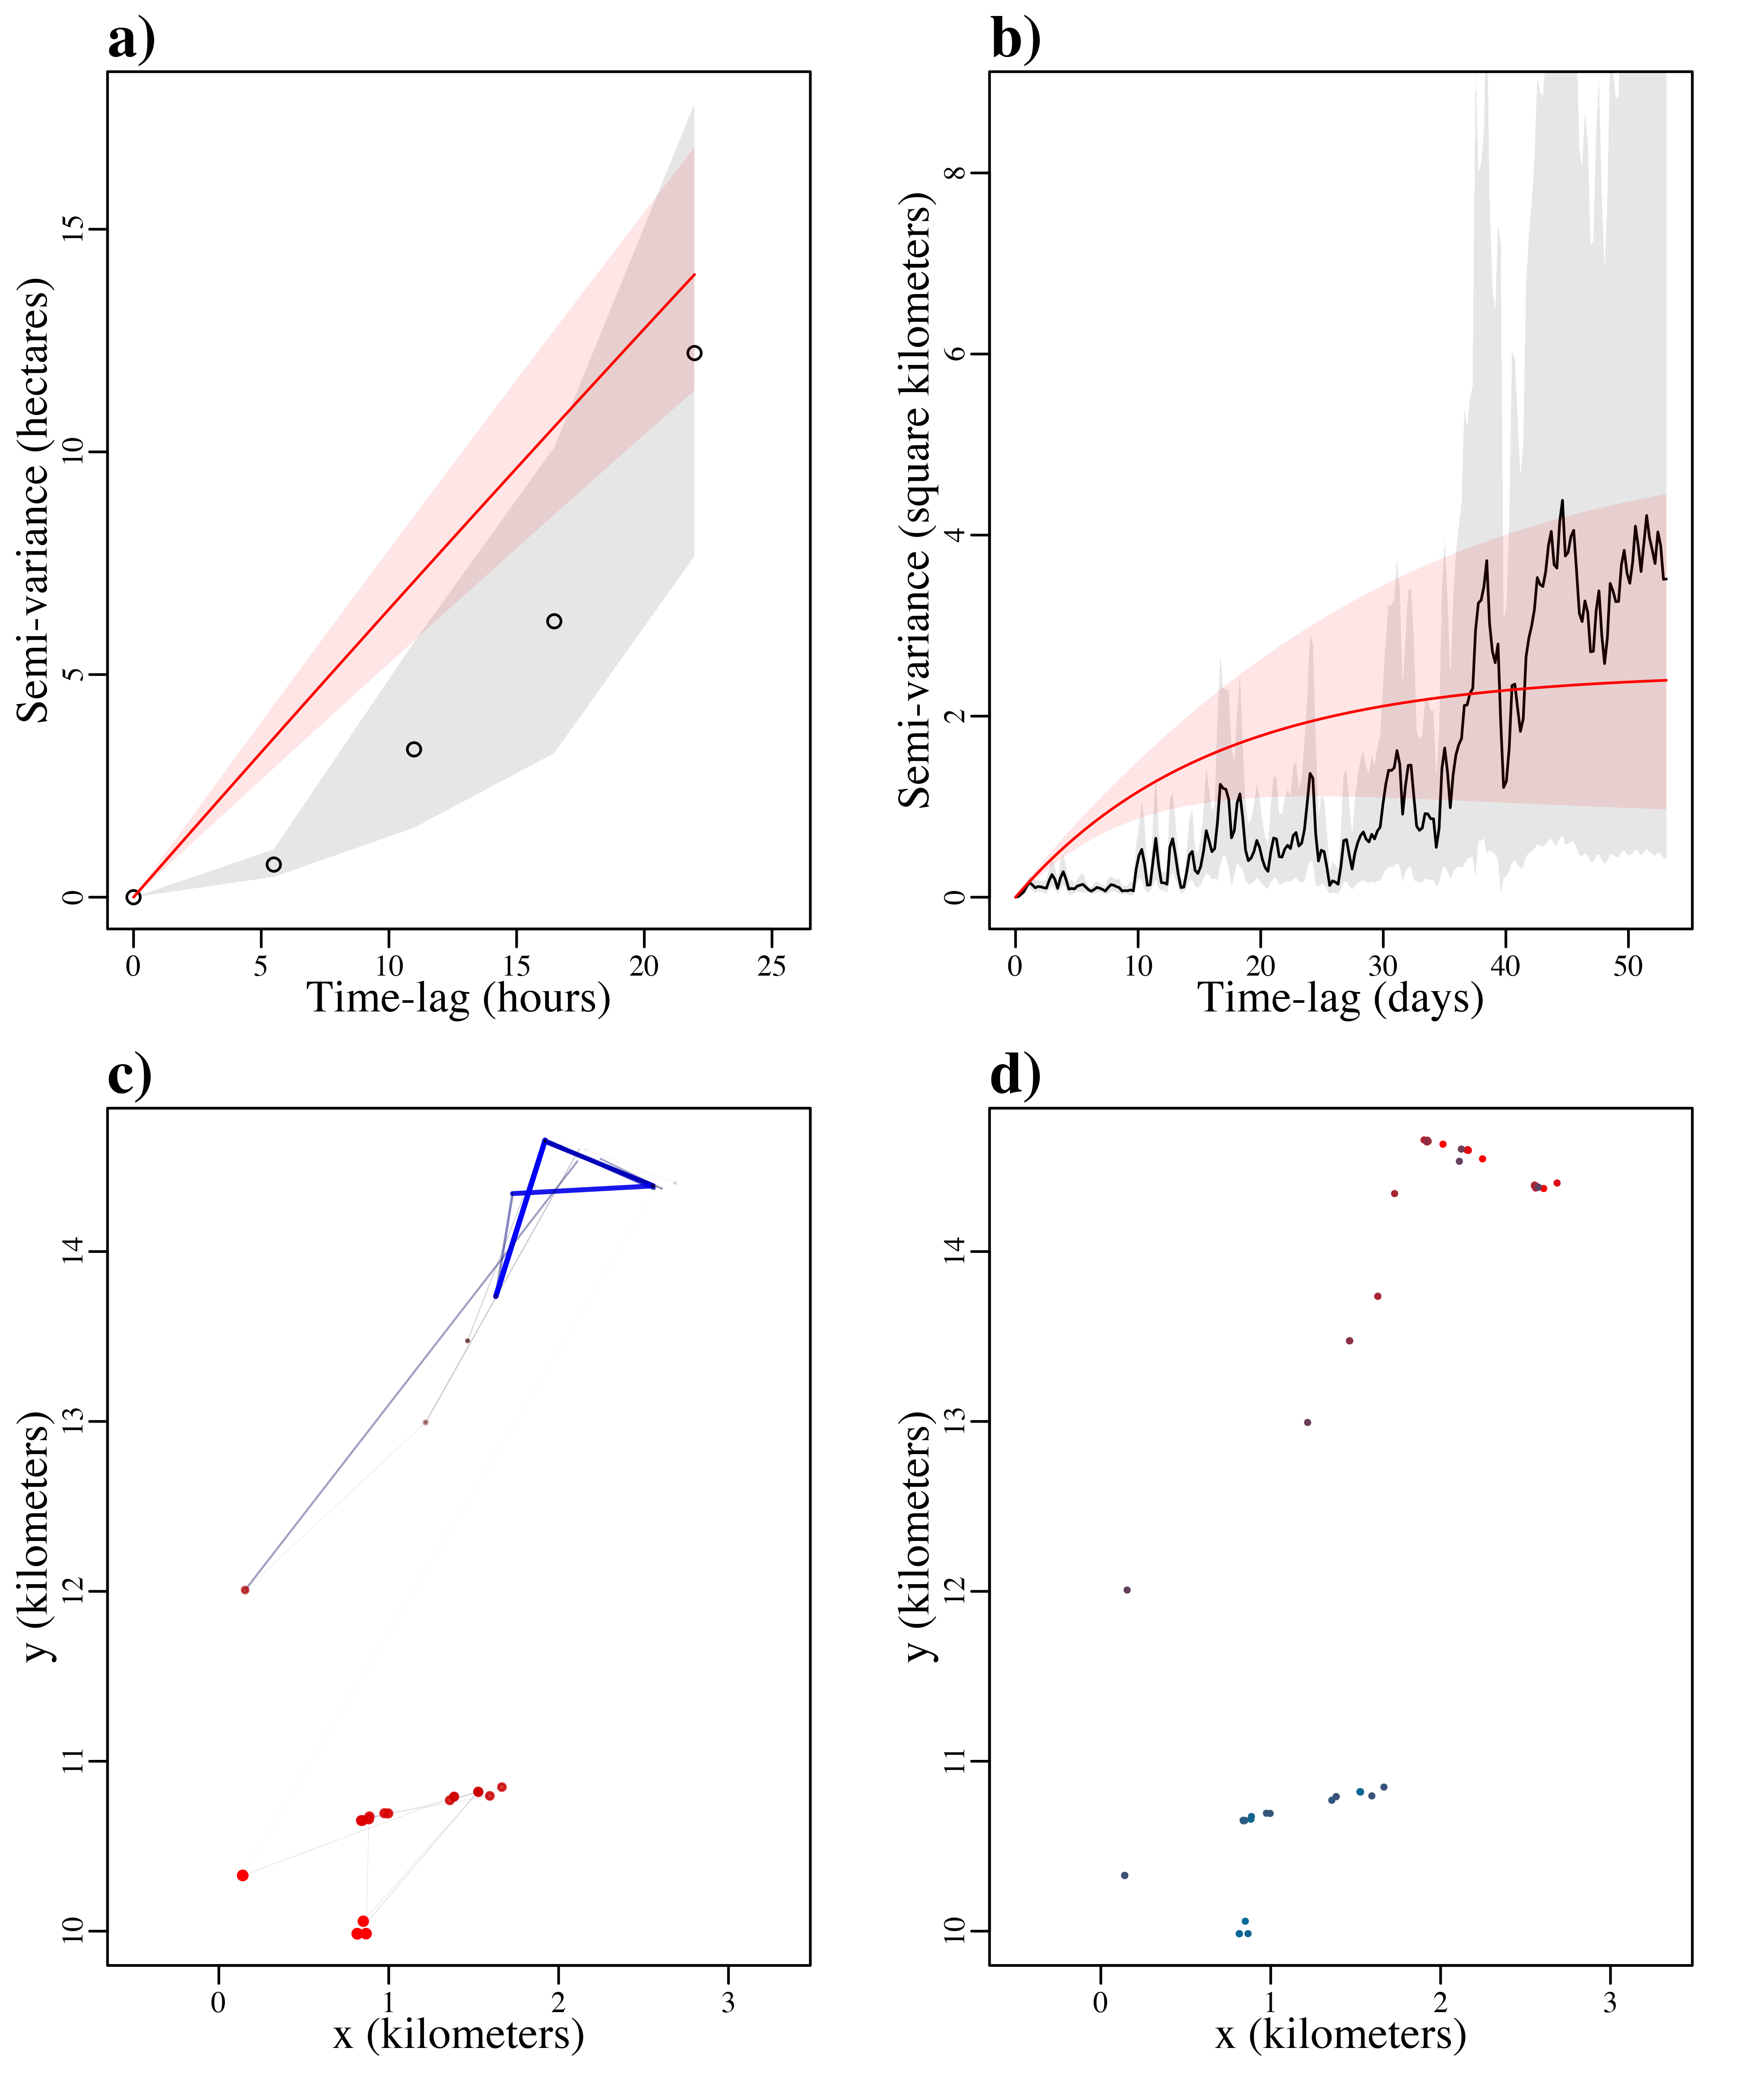 a)
Semi-variance (hectares)
15
10
5
0
0 5 10 15 20 25
Time-lag (hours)
b)
Semi-variance (square kilometers)
8
6
4
2
0
0 10 20 30 40 50
Time-lag (days)
c)
y (kilometers)
14
13
12
11
10
0 1 2 3
x (kilometers)
d)
y (kilometers)
14
13
12
11
10
0 1 2 3
x (kilometers)